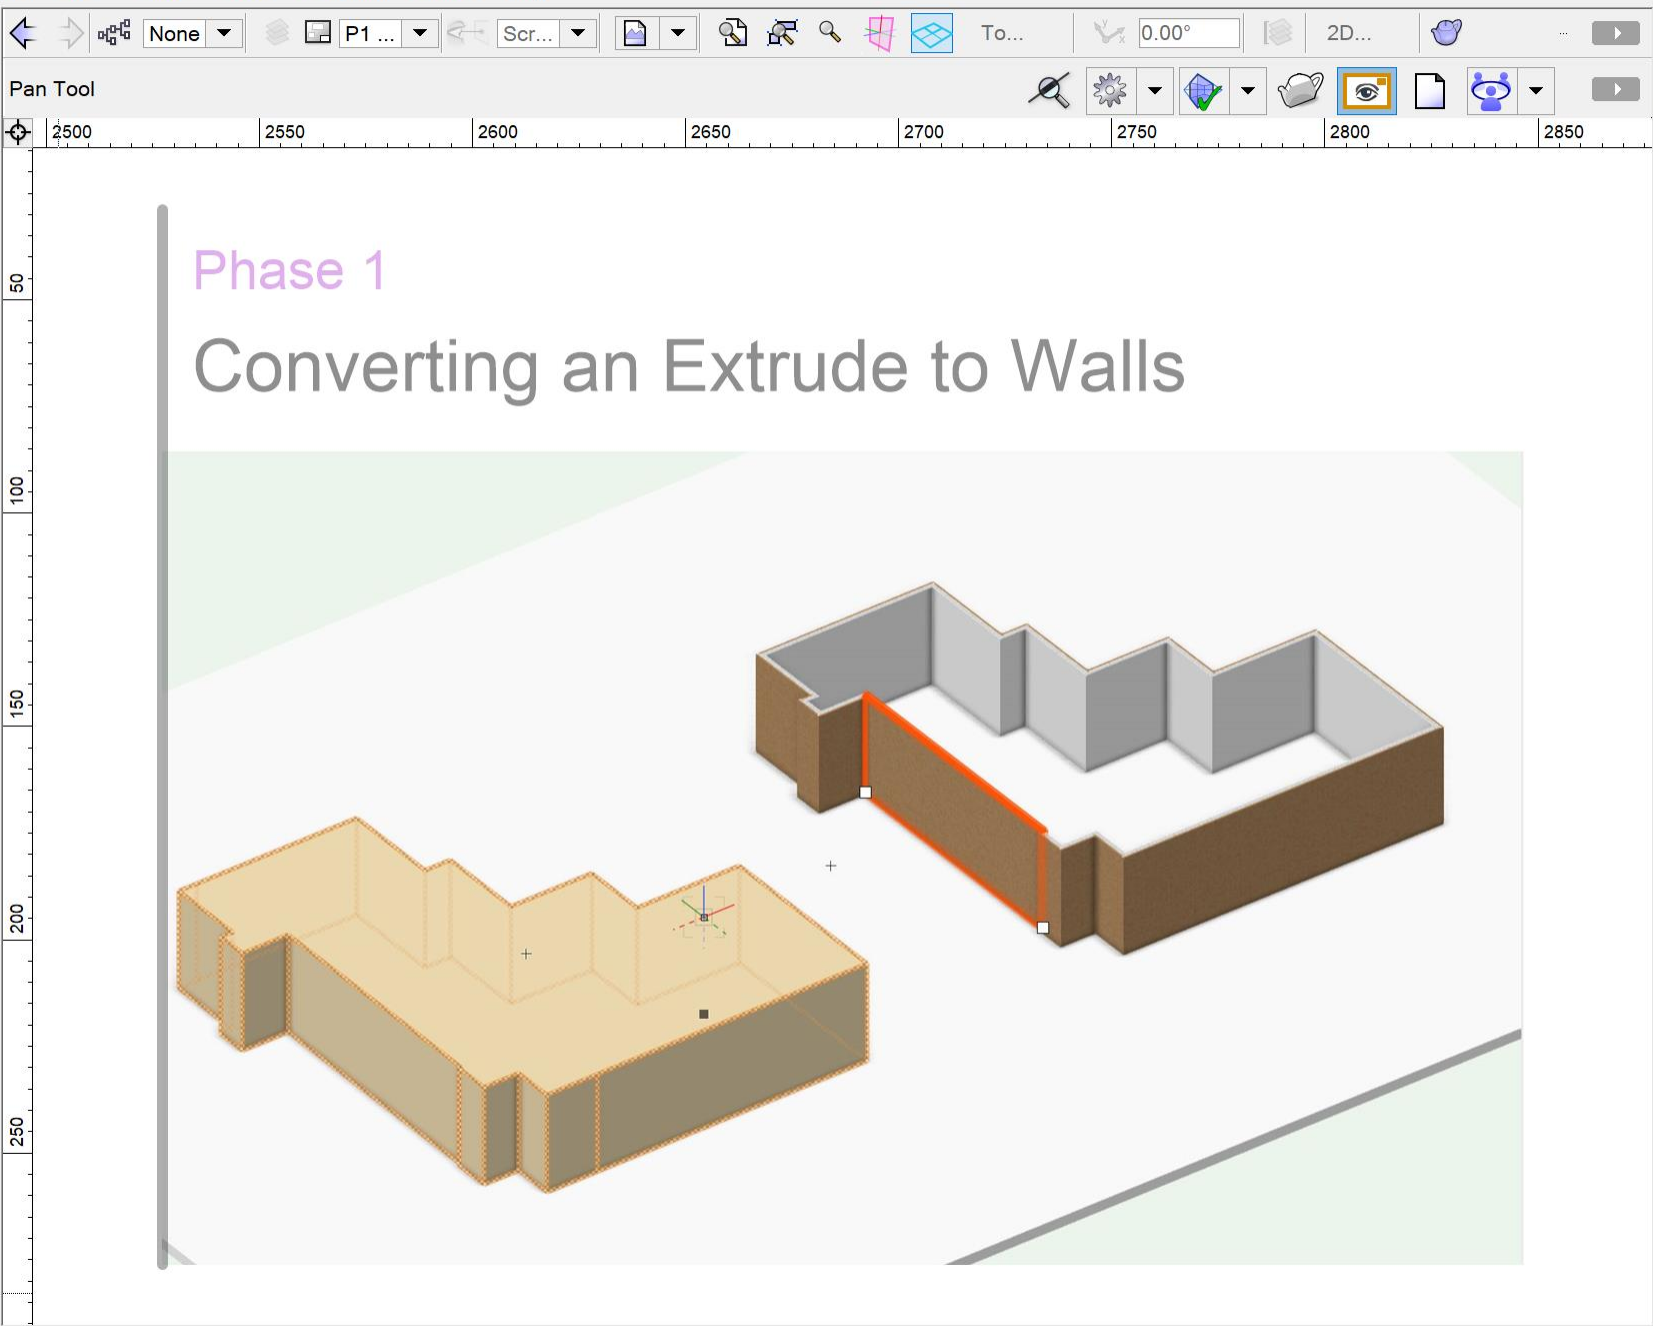 None P1 ... Scr... To... 0.00° 2D... ...
Pan Tool
2500 2550 2600 2650 2700 2750 2800 2850
50
100
150
200
250
Phase 1
Converting an Extrude to Walls